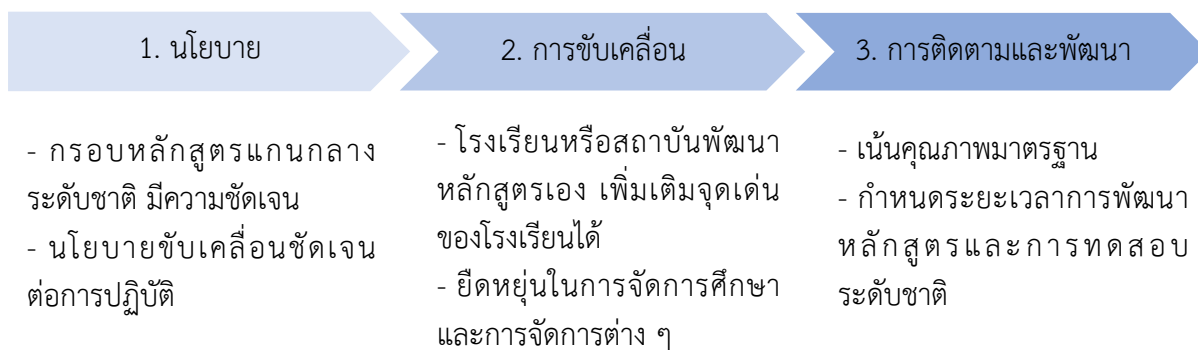 1. นโยบาย
- กรอบหลักสูตรแกนกลาง
ระดับชาติ มีความชัดเจน
- นโยบายขับเคลื่อนชัดเจน
ต่อการปฏิบัติ
2. การขับเคลื่อน
- โรงเรียนหรือสถาบันพัฒนา
หลักสูตรเอง เพิ่มเติมจุดเด่น
ของโรงเรียนได้
- ยืดหยุ่นในการจัดการศึกษา
และการจัดการต่าง ๆ
3. การติดตามและพัฒนา
- เน้นคุณภาพมาตรฐาน
- กำหนดระยะเวลาการพัฒนา
หลักสูตรและการทดสอบ
ระดับชาติ